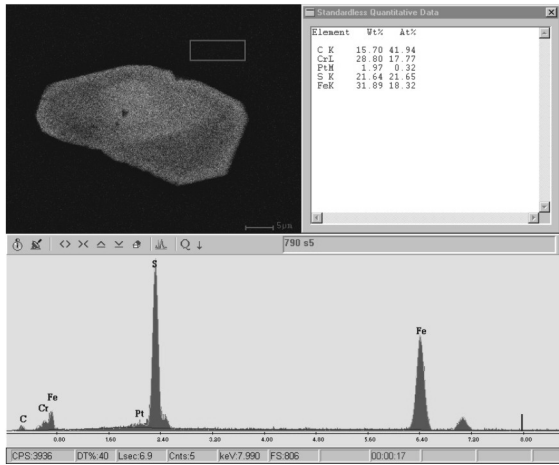 5µm
Standardless Quantitative Data
Element Wt% At%
C K 15.70 41.94
CrL 28.80 17.77
PtM 1.97 0.32
S K 21.64 21.65
FeK 31.89 18.32
Q
790 s5
S
Fe
Fe
Cr
C
Pt
0.80 1.60 2.40 3.20 4.00 4.80 5.60 6.40 7.20 8.00
CPS:3936 DT%:40 Lsec:6.9 Cnts:5 keV:7.990 FS:806 00:00:17